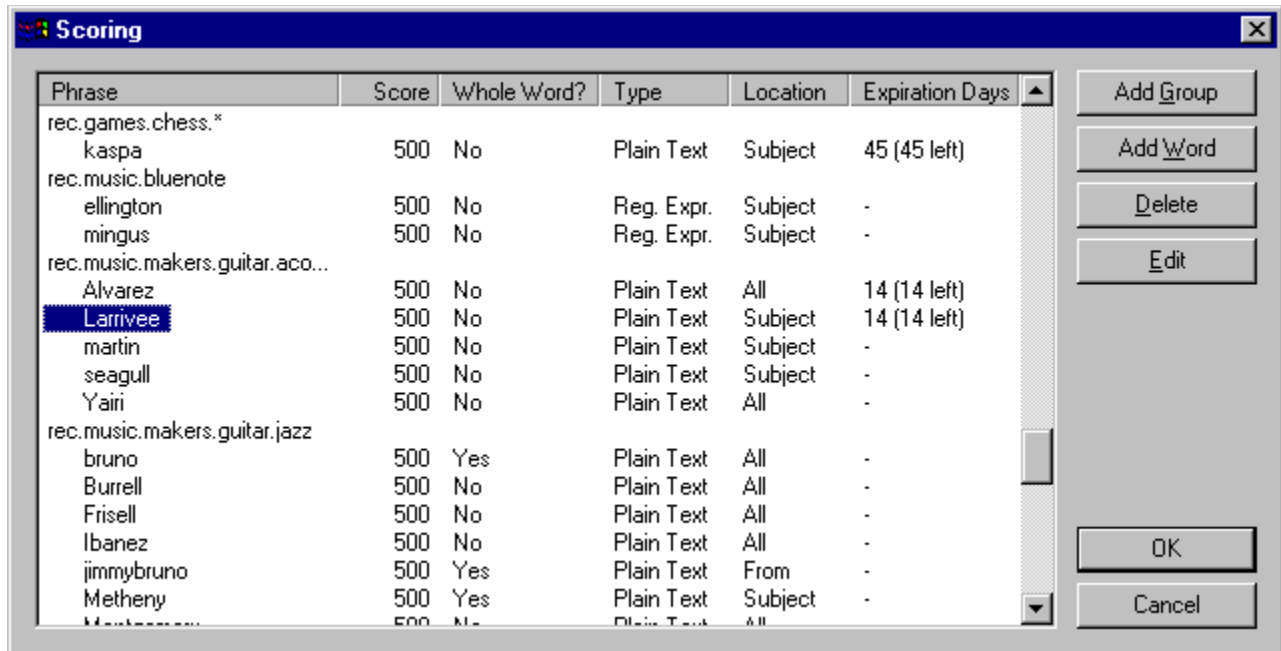 Scoring
Phrase Score Whole Word? Type Location Expiration Days
rec.games.chess.*
kaspa 500 No Plain Text Subject 45 (45 left)
rec.music.bluenote
ellington 500 No Reg. Expr. Subject -
mingus 500 No Reg. Expr. Subject -
rec.music.makers.guitar.aco...
Alvarez 500 No Plain Text All 14 (14 left)
Larrivee 500 No Plain Text Subject 14 (14 left)
martin 500 No Plain Text Subject -
seagull 500 No Plain Text Subject -
Yairi 500 No Plain Text All -
rec.music.makers.guitar.jazz
bruno 500 Yes Plain Text All -
Burrell 500 No Plain Text All -
Frisell 500 No Plain Text All -
Ibanez 500 No Plain Text All -
jimmybruno 500 Yes Plain Text From -
Metheny 500 Yes Plain Text Subject -
Add Group
Add Word
Delete
Edit
OK
Cancel